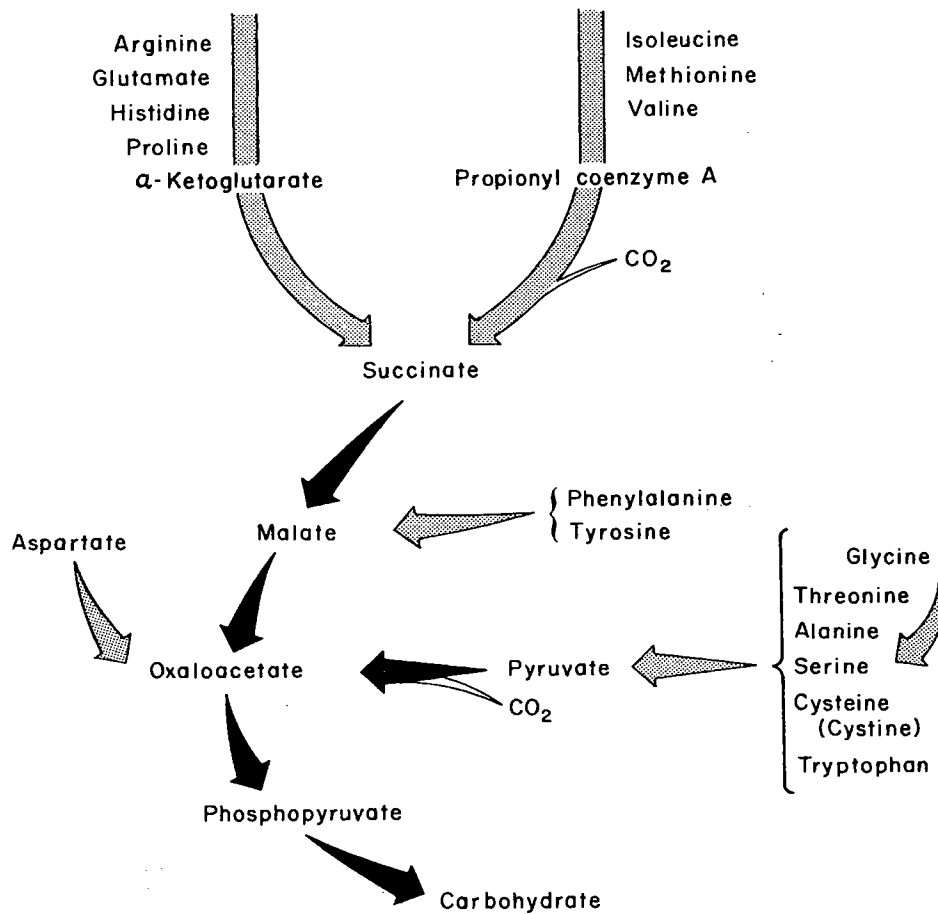 Arginine
Glutamate
Histidine
Proline
α-Ketoglutarate
Isoleucine
Methionine
Valine
Propionyl coenzyme A
CO2
Succinate
Phenylalanine
Tyrosine
Malate
Aspartate
Glycine
Threonine
Alanine
Serine
Cysteine
(Cystine)
Tryptophan
Oxaloacetate
Pyruvate
CO2
Phosphopyruvate
Carbohydrate